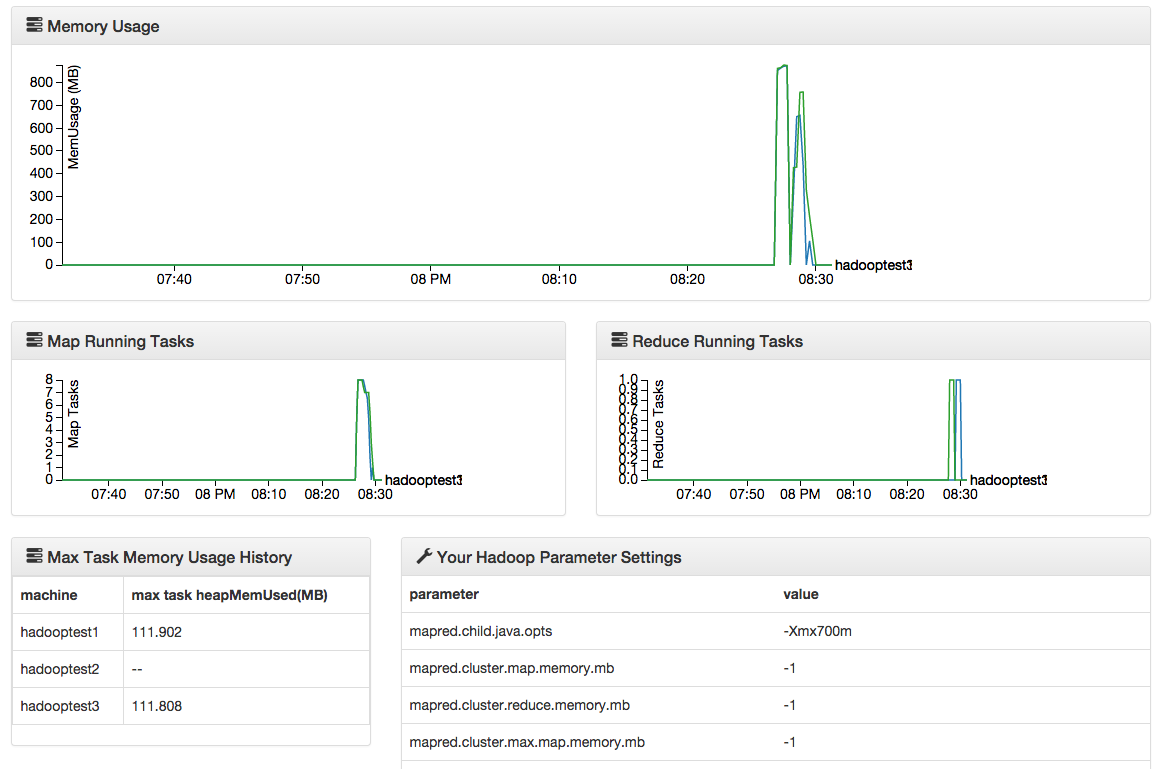 Memory Usage
MemUsage (MB)
800
700
600
500
400
300
200
100
0
07:40 07:50 08 PM 08:10 08:20 08:30
hadooptest3
Map Running Tasks
Map Tasks
8
7
6
5
4
3
2
1
0
07:40 07:50 08 PM 08:10 08:20 08:30
hadooptest3
Reduce Running Tasks
Reduce Tasks
1.0
0.9
0.8
0.7
0.6
0.5
0.4
0.3
0.2
0.1
0.0
07:40 07:50 08 PM 08:10 08:20 08:30
hadooptest3
Max Task Memory Usage History
machine max task heapMemUsed(MB)
hadooptest1 111.902
hadooptest2 --
hadooptest3 111.808
Your Hadoop Parameter Settings
parameter value
mapred.child.java.opts -Xmx700m
mapred.cluster.map.memory.mb -1
mapred.cluster.reduce.memory.mb -1
mapred.cluster.max.map.memory.mb -1